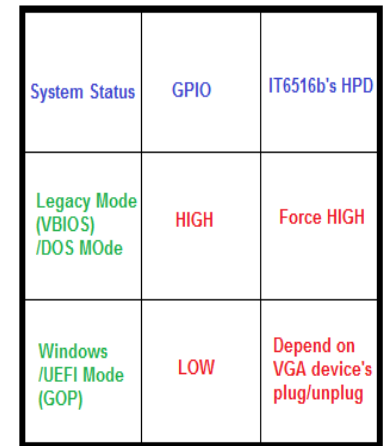 System Status
GPIO
IT6516b's HPD
Legacy Mode
(VBIOS)
/DOS MOde
HIGH
Force HIGH
Windows
/UEFI Mode
(GOP)
LOW
Depend on
VGA device's
plug/unplug